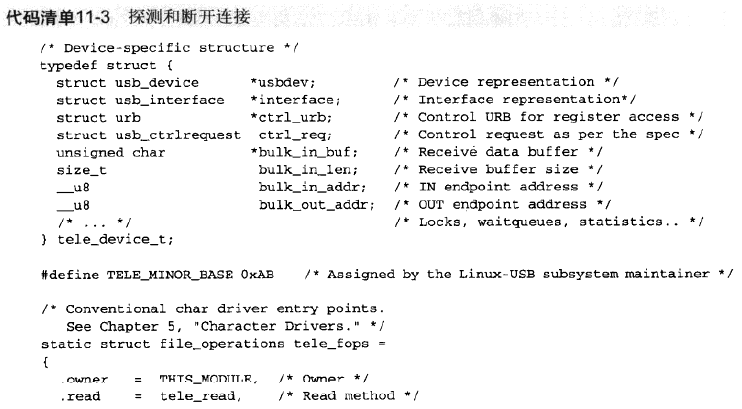 代码清单11-3 探测和断开连接
/* Device-specific structure */
typedef struct {
struct usb_device *usbdev; /* Device representation */
struct usb_interface *interface; /* Interface representation*/
struct urb *ctrl_urb; /* Control URB for register access */
struct usb_ctrlrequest ctrl_req; /* Control request as per the spec */
unsigned char *bulk_in_buf; /* Receive data buffer */
size_t bulk_in_len; /* Receive buffer size */
__u8 bulk_in_addr; /* IN endpoint address */
__u8 bulk_out_addr; /* OUT endpoint address */
/* ... */ /* Locks, waitqueues, statistics.. */
} tele_device_t;
#define TELE_MINOR_BASE 0xAB /* Assigned by the Linux-USB subsystem maintainer */
/* Conventional char driver entry points.
See Chapter 5, "Character Drivers." */
static struct file_operations tele_fops =
{
.owner = THIS_MODULE, /* Owner */
.read = tele_read, /* Read method */